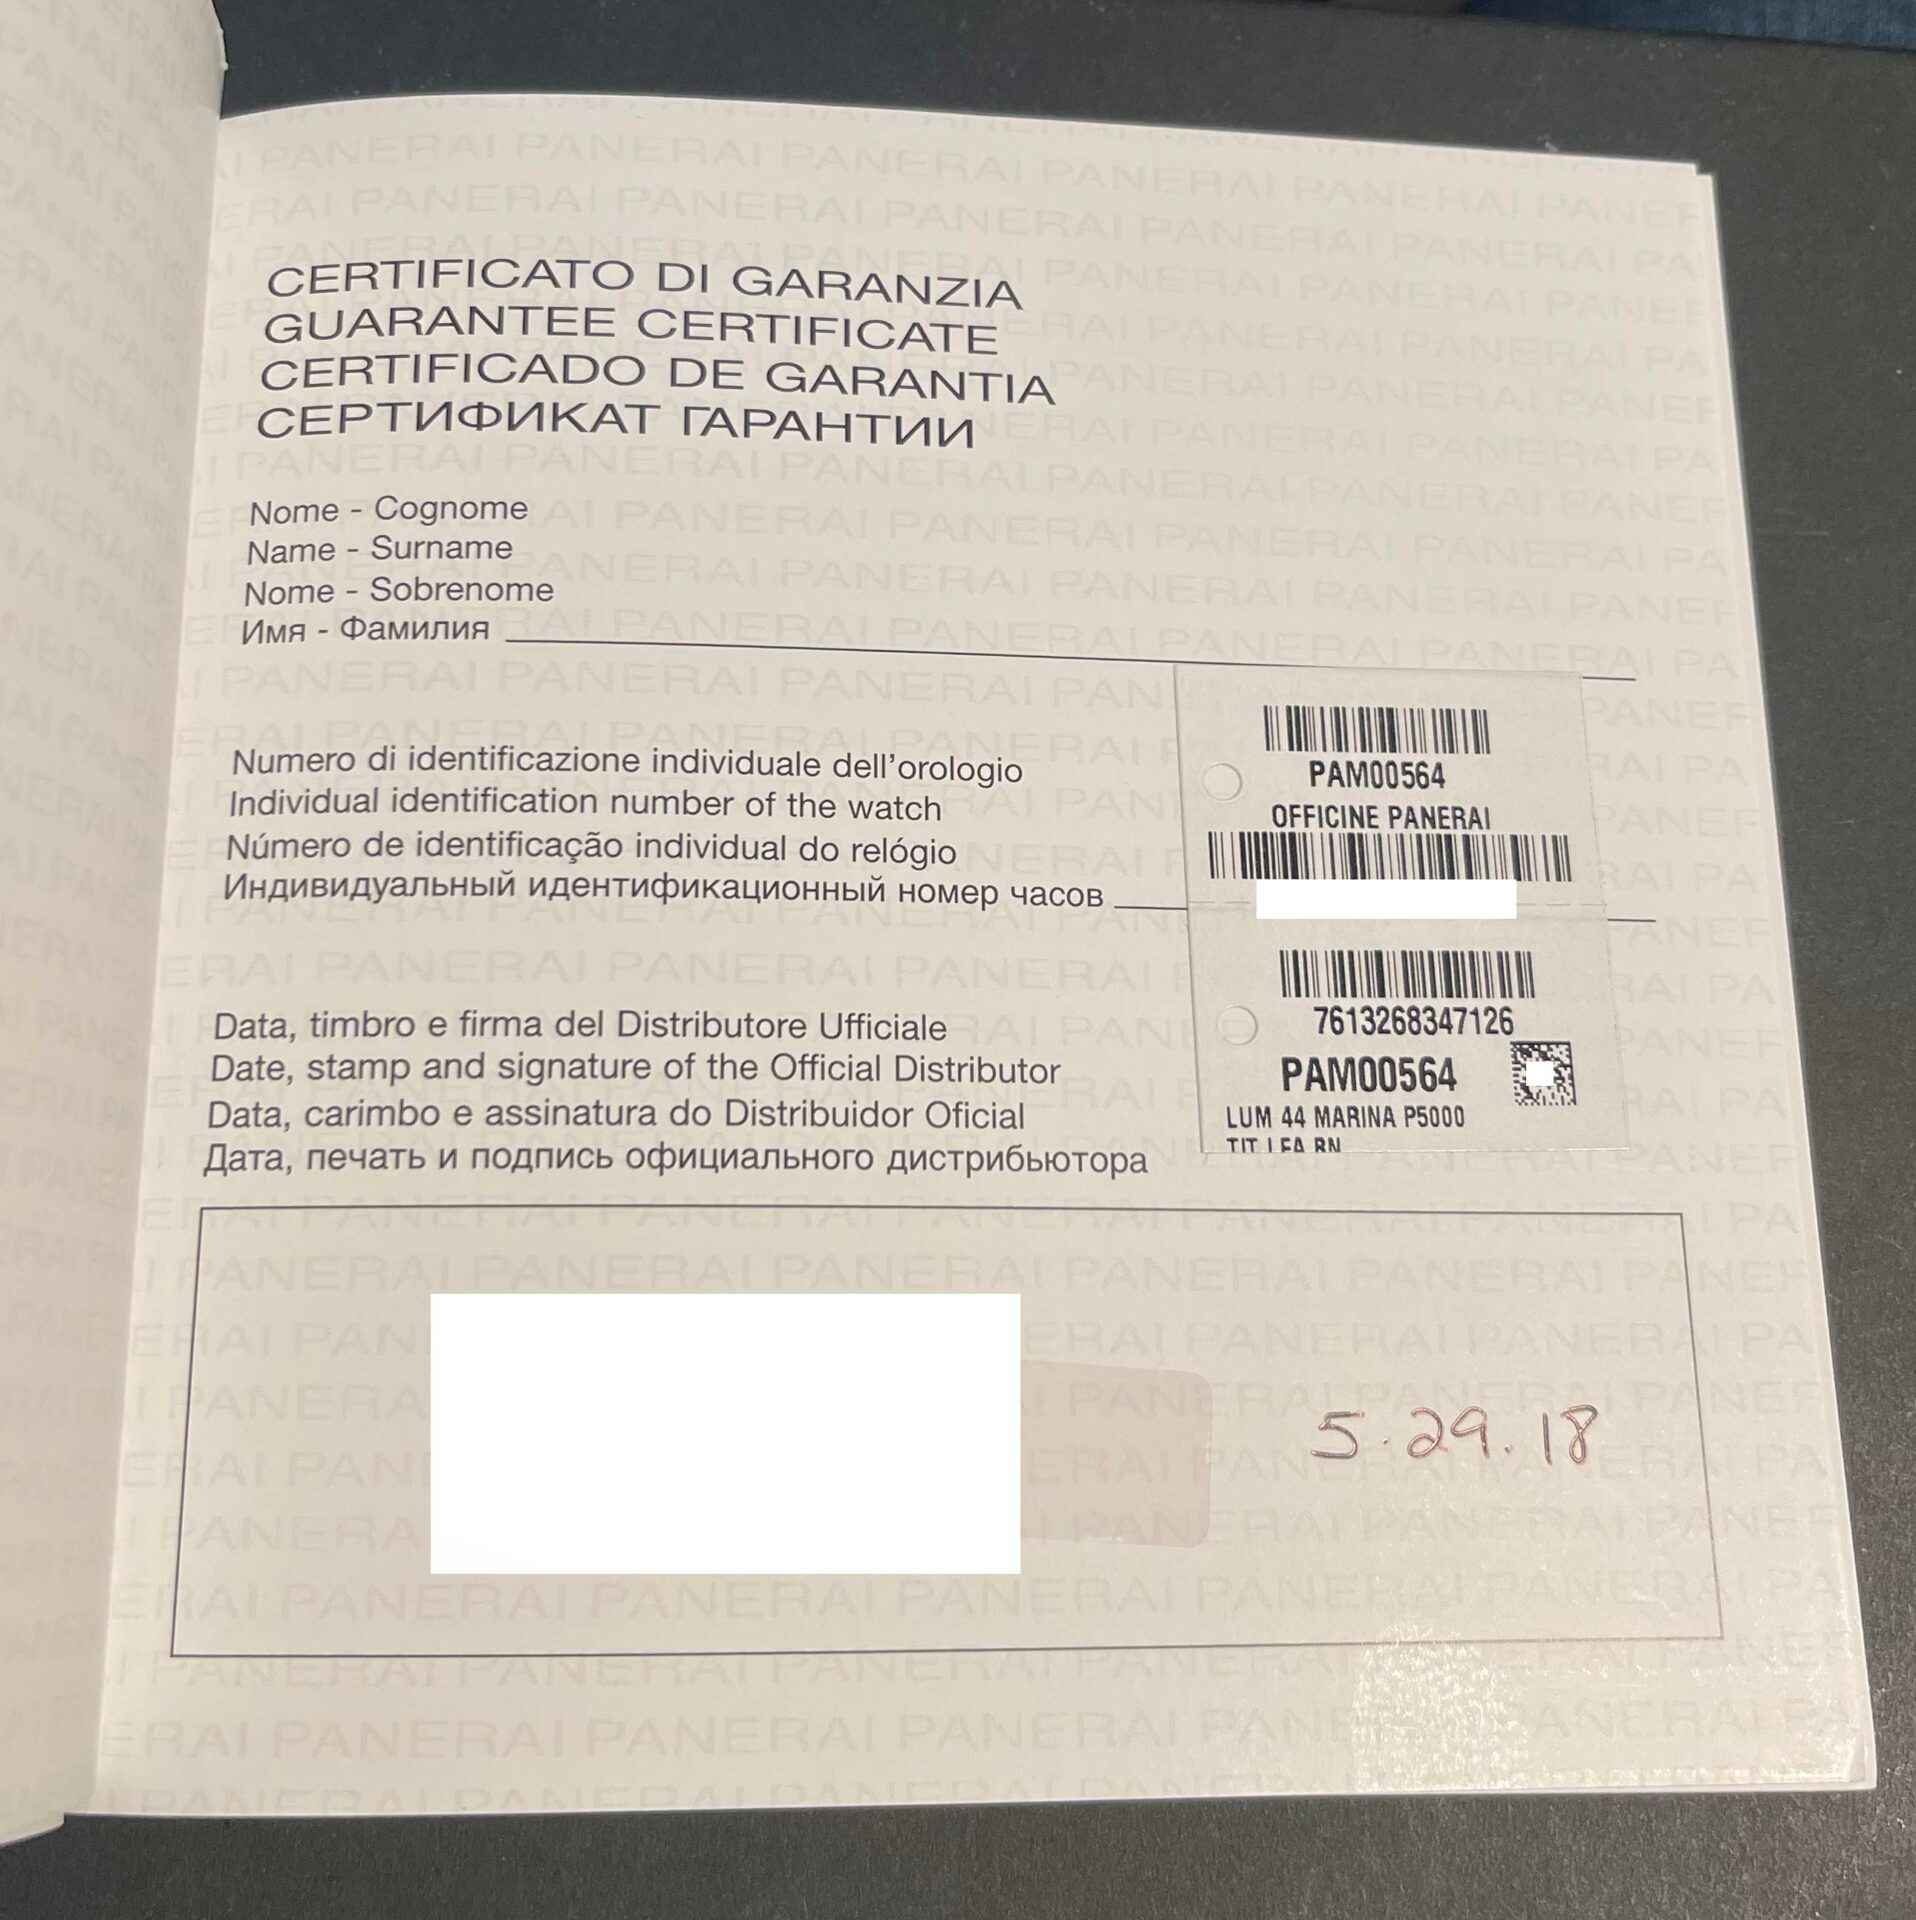 CERTIFICATO DI GARANZIA
GUARANTEE CERTIFICATE
CERTIFICADO DE GARANTIA
СЕРТИФИКАТ ГАРАНТИИ
Nome - Cognome
Name - Surname
Nome - Sobrenome
Имя - Фамилия
Numero di identificazione individuale dell'orologio
Individual identification number of the watch
Número de identificação individual do relógio
Индивидуальный идентификационный номер часов
PAM00564
OFFICINE PANERAI
7613268347126
PAM00564
LUM 44 MARINA P5000
TIT LEA RN
Data, timbro e firma del Distributore Ufficiale
Date, stamp and signature of the Official Distributor
Data, carimbo e assinatura do Distribuidor Oficial
Дата, печать и подпись официального дистрибьютора
5.29.18